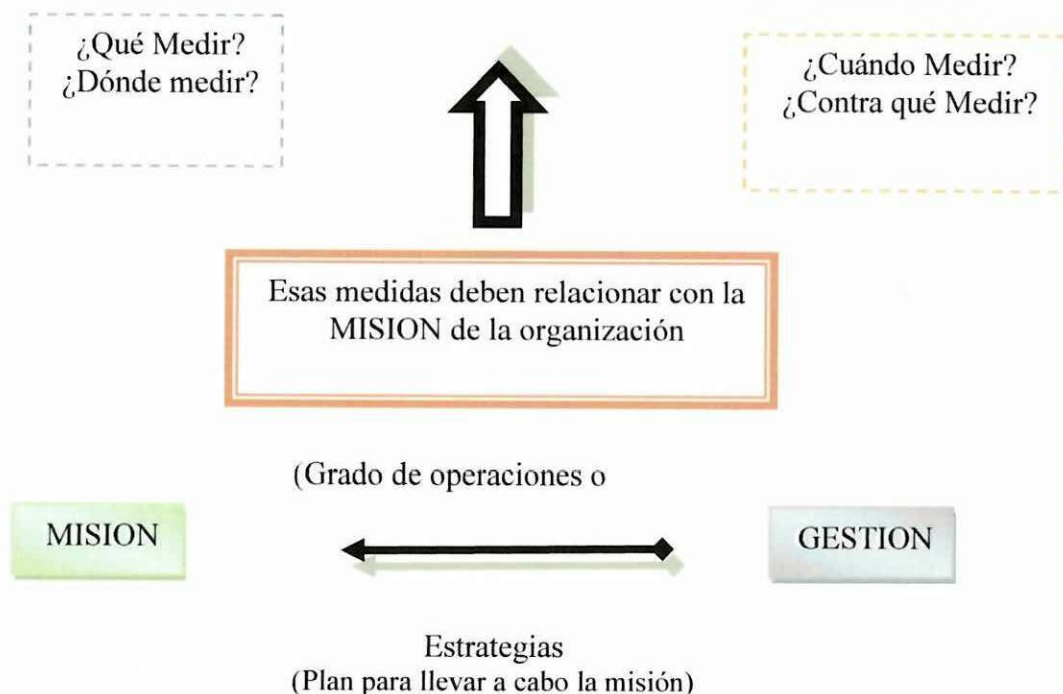 ¿Qué Medir?
¿Dónde medir?
¿Cuándo Medir?
¿Contra qué Medir?
Esas medidas deben relacionar con la
MISION de la organización
(Grado de operaciones o
MISION
GESTION
Estrategias
(Plan para llevar a cabo la misión)